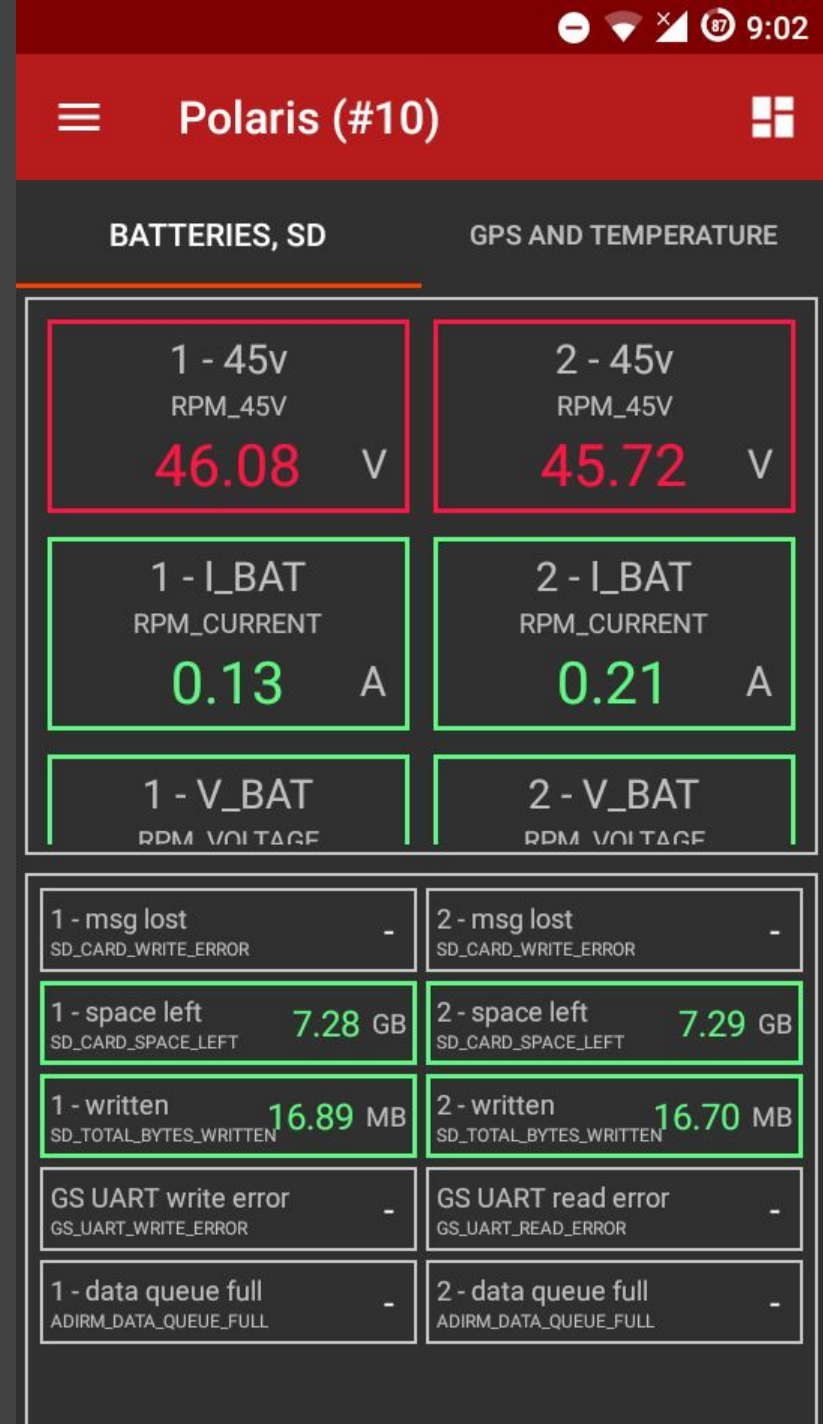 87 9:02
Polaris (#10)
BATTERIES, SD
GPS AND TEMPERATURE
1 - 45v
RPM_45V
46.08 V
2 - 45v
RPM_45V
45.72 V
1 - I_BAT
RPM_CURRENT
0.13 A
2 - I_BAT
RPM_CURRENT
0.21 A
1 - V_BAT
RPM_VOLTAGE
2 - V_BAT
RPM_VOLTAGE
1 - msg lost
SD_CARD_WRITE_ERROR
-
2 - msg lost
SD_CARD_WRITE_ERROR
-
1 - space left
SD_CARD_SPACE_LEFT
7.28 GB
2 - space left
SD_CARD_SPACE_LEFT
7.29 GB
1 - written
SD_TOTAL_BYTES_WRITTEN
16.89 MB
2 - written
SD_TOTAL_BYTES_WRITTEN
16.70 MB
GS UART write error
GS_UART_WRITE_ERROR
-
GS UART read error
GS_UART_READ_ERROR
-
1 - data queue full
ADIRM_DATA_QUEUE_FULL
-
2 - data queue full
ADIRM_DATA_QUEUE_FULL
-